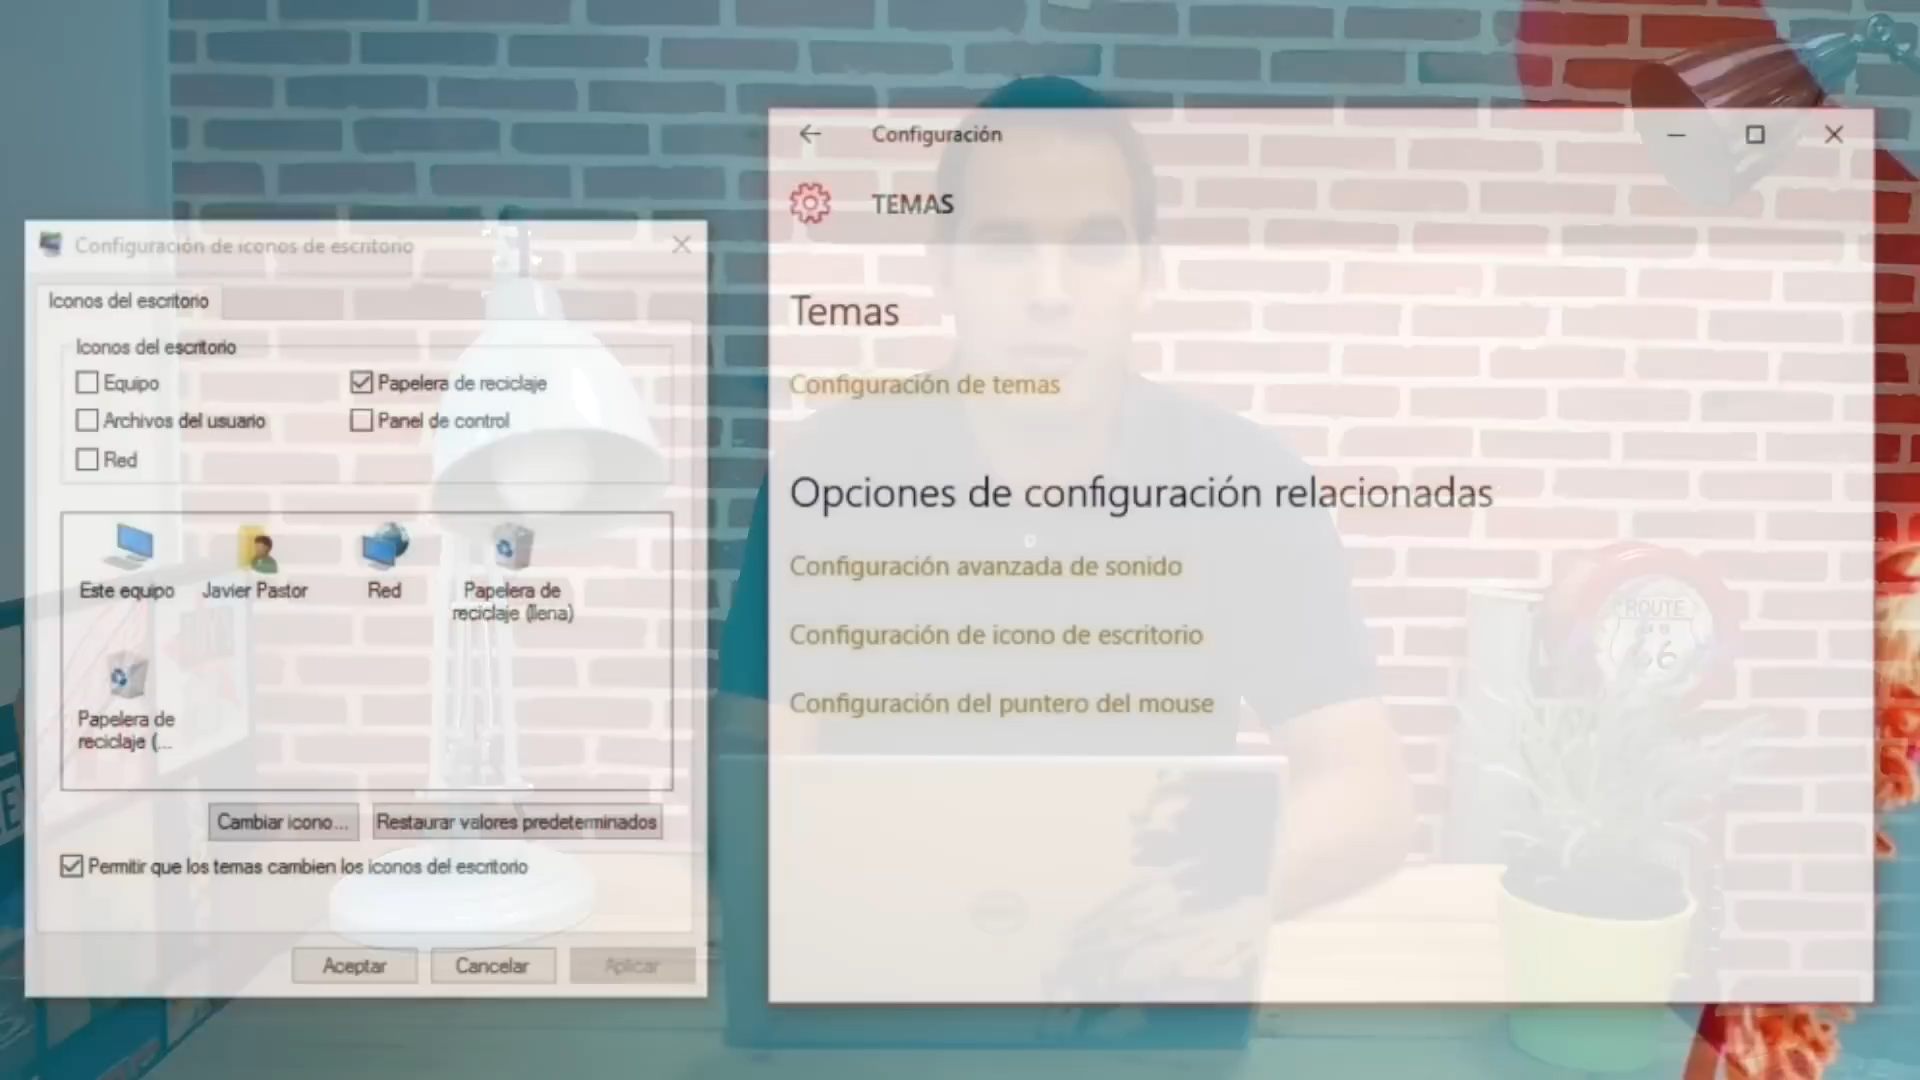 Configuración
TEMAS
Temas
Configuración de temas
Opciones de configuración relacionadas
Configuración avanzada de sonido
Configuración de icono de escritorio
Configuración del puntero del mouse
Configuración de iconos de escritorio
Iconos del escritorio
Iconos del escritorio
Equipo
Papelera de reciclaje
Archivos del usuario
Panel de control
Red
Este equipo
Javier Pastor
Red
Papelera de
reciclaje (llena)
Papelera de
reciclaje (...
Cambiar icono...
Restaurar valores predeterminados
Permitir que los temas cambien los iconos del escritorio
Aceptar
Cancelar
Aplicar
ROUTE
66